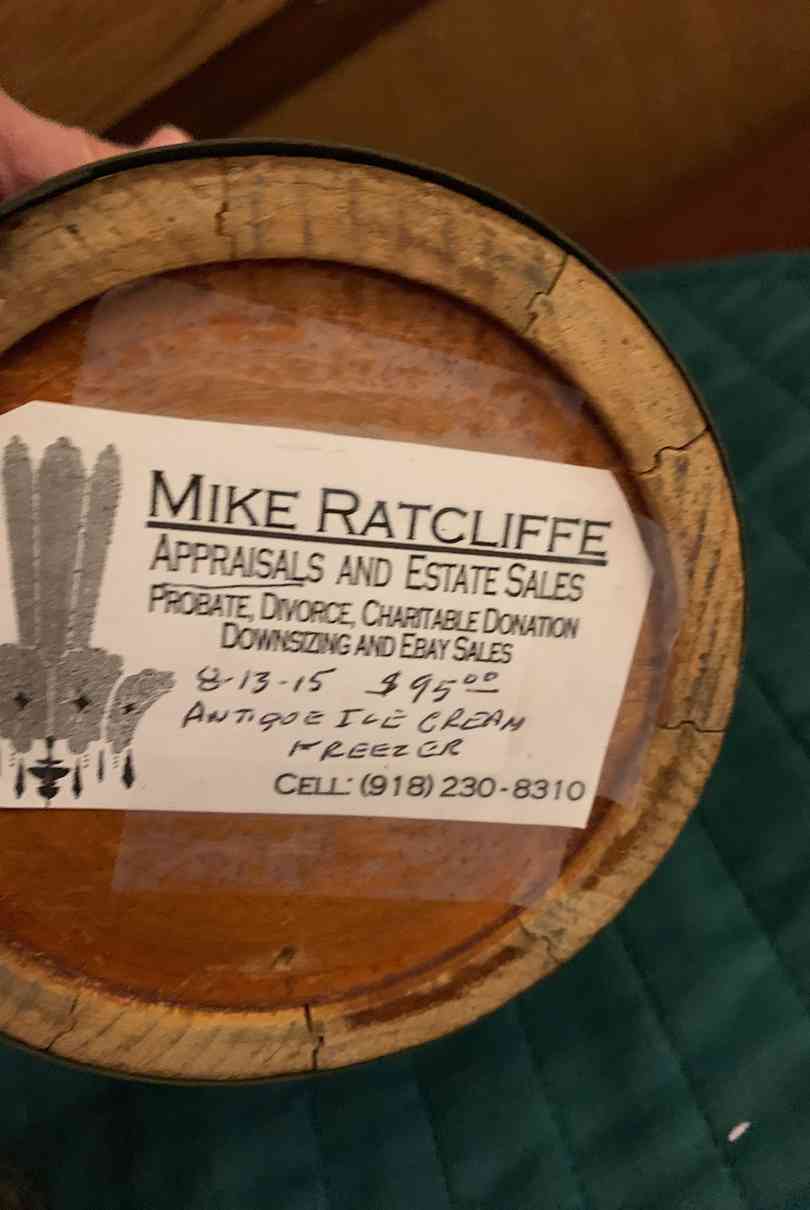 MIKE RATCLIFFE
APPRAISALS AND ESTATE SALES
PROBATE, DIVORCE, CHARITABLE DONATION
DOWNSIZING AND EBAY SALES
8-13-15 $95.00
ANTIQUE ICE CREAM
FREEZER
CELL: (918) 230-8310